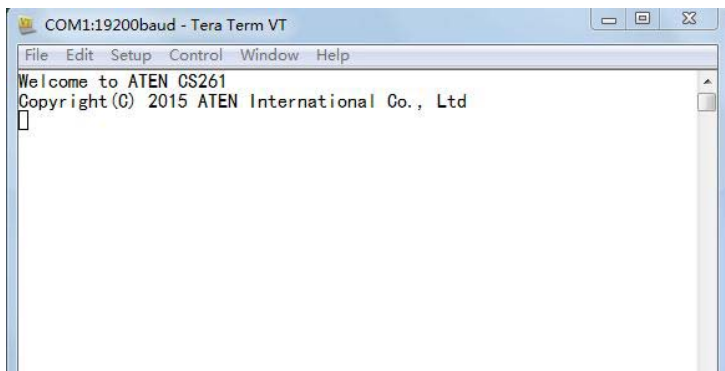 COM1:19200baud - Tera Term VT
File Edit Setup Control Window Help
Welcome to ATEN CS261
Copyright(C) 2015 ATEN International Co., Ltd